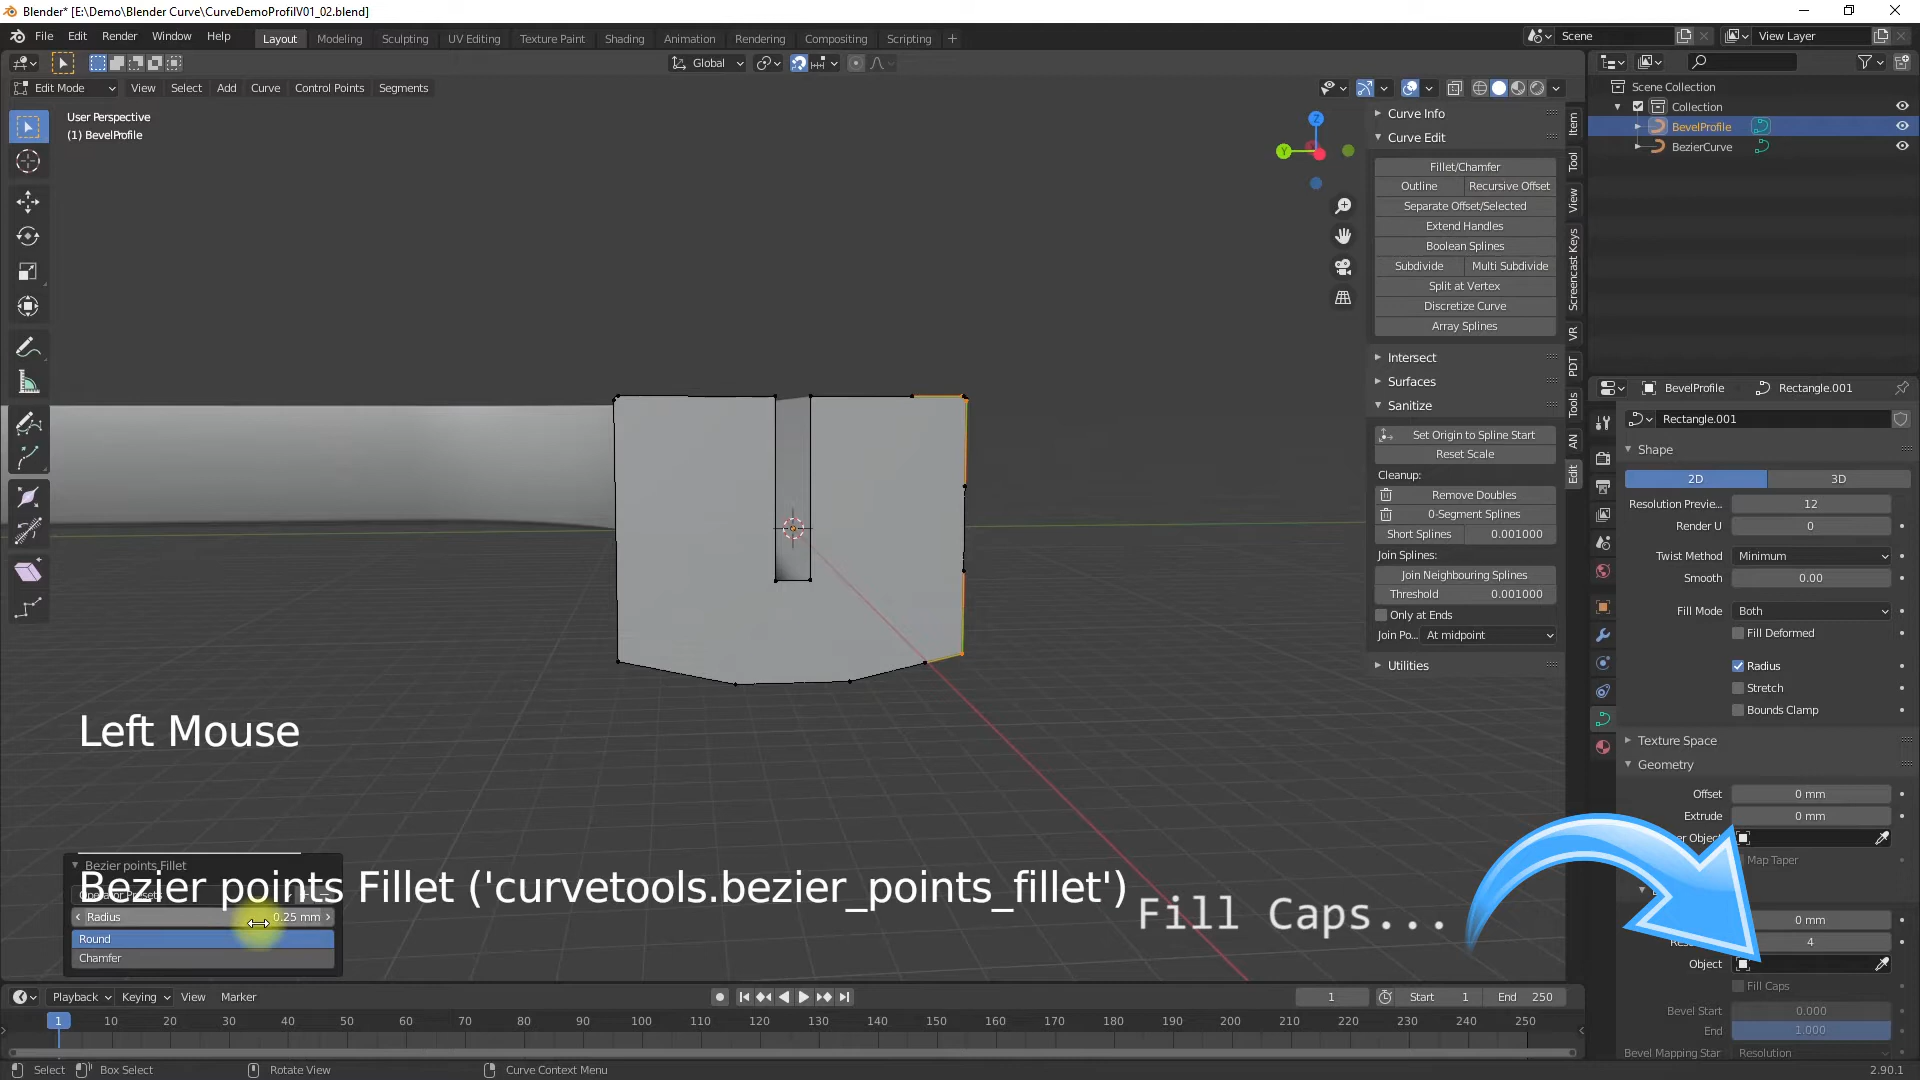 Blender* [E:\Demo\Blender Curve\CurveDemoProfilV01_02.blend]
File Edit Render Window Help
Layout Modeling Sculpting UV Editing Texture Paint Shading Animation Rendering Compositing Scripting +
Scene
View Layer
Global
Edit Mode View Select Add Curve Control Points Segments
User Perspective
(1) BevelProfile
Z
Y
Curve Info
Curve Edit
Fillet/Chamfer
Outline Recursive Offset
Separate Offset/Selected
Extend Handles
Boolean Splines
Subdivide Multi Subdivide
Split at Vertex
Discretize Curve
Array Splines
Intersect
Surfaces
Sanitize
Set Origin to Spline Start
Reset Scale
Cleanup:
Remove Doubles
0-Segment Splines
Short Splines 0.001000
Join Splines:
Join Neighbouring Splines
Threshold 0.001000
Only at Ends
Join Po... At midpoint
Utilities
Item
Tool
View
Screencast Keys
VR
PDT
Tools
AN
Edit
Scene Collection
Collection
BevelProfile
BezierCurve
BevelProfile Rectangle.001
Rectangle.001
Shape
2D 3D
Resolution Previe... 12
Render U 0
Twist Method Minimum
Smooth 0.00
Fill Mode Both
Fill Deformed
Radius
Stretch
Bounds Clamp
Texture Space
Geometry
Offset 0 mm
Extrude 0 mm
Map Taper
0 mm
4
Object
Fill Caps
Bevel Start 0.000
End 1.000
Bevel Mapping Star Resolution
Left Mouse
Bezier points Fillet
Bezier points Fillet ('curvetools.bezier_points_fillet')
Fill Caps...
Radius 0.25 mm
Round
Chamfer
Playback Keying View Marker
1 Start 1 End 250
1 10 20 30 40 50 60 70 80 90 100 110 120 130 140 150 160 170 180 190 200 210 220 230 240 250
Select Box Select Rotate View Curve Context Menu 2.90.1